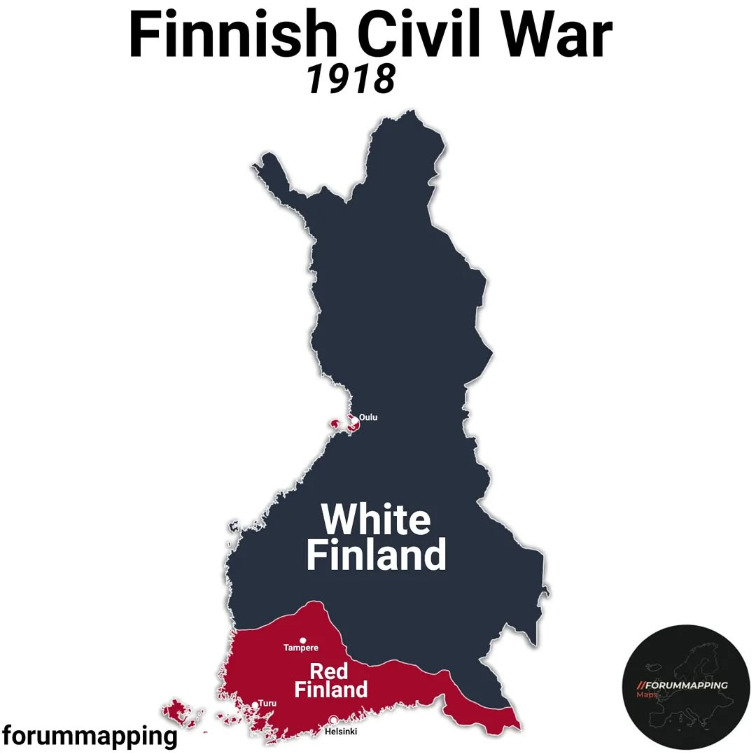 Finnish Civil War
1918
Oulu
White
Finland
Tampere
Red
Finland
Turu
Helsinki
//FORUMMAPPING
Maps
forummapping